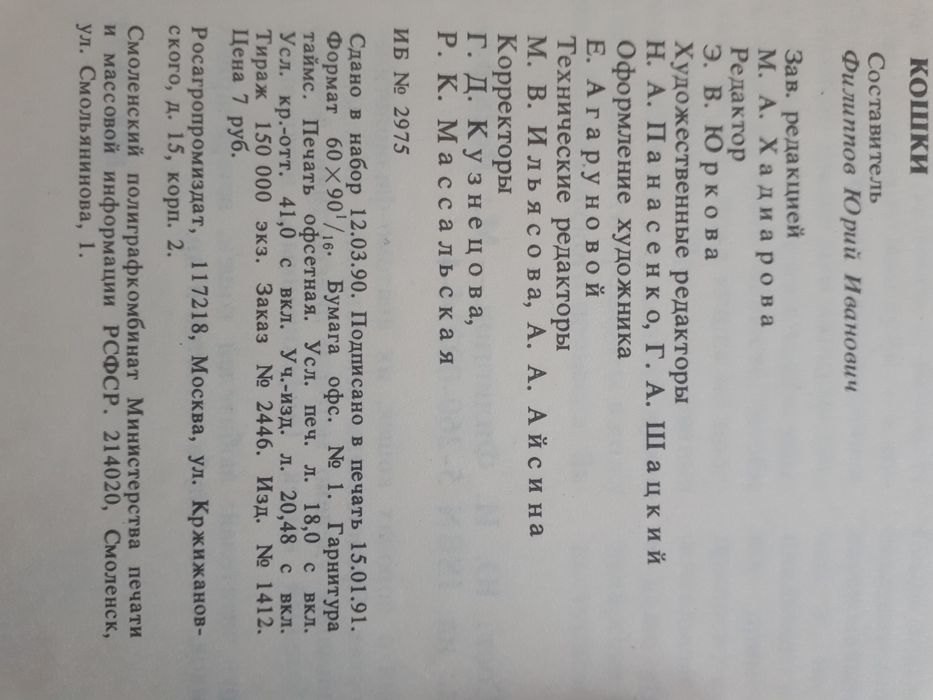 КОШКИ
Составитель
Филиппов Юрий Иванович
Зав. редакцией
М. А. Хадиарова
Редактор
Э. В. Юркова
Художественные редакторы
Н. А. Панасенко, Г. А. Шацкий
Оформление художника
Е. Агаруновой
Технические редакторы
М. В. Ильясова, А. А. Айсина
Корректоры
Г. Д. Кузнецова,
Р. К. Массальская
ИБ № 2975
Сдано в набор 12.03.90. Подписано в печать 15.01.91.
Формат 60×90¹/₁₆. Бумага офс. № 1. Гарнитура
таймс. Печать офсетная. Усл. печ. л. 18,0 с вкл.
Усл. кр.-отт. 41,0 с вкл. Уч.-изд. л. 20,48 с вкл.
Тираж 150 000 экз. Заказ № 2446. Изд. № 1412.
Цена 7 руб.
Росагропромиздат, 117218, Москва, ул. Кржижанов-
ского, д. 15, корп. 2.
Смоленский полиграфкомбинат Министерства печати
и массовой информации РСФСР. 214020, Смоленск,
ул. Смольянинова, 1.